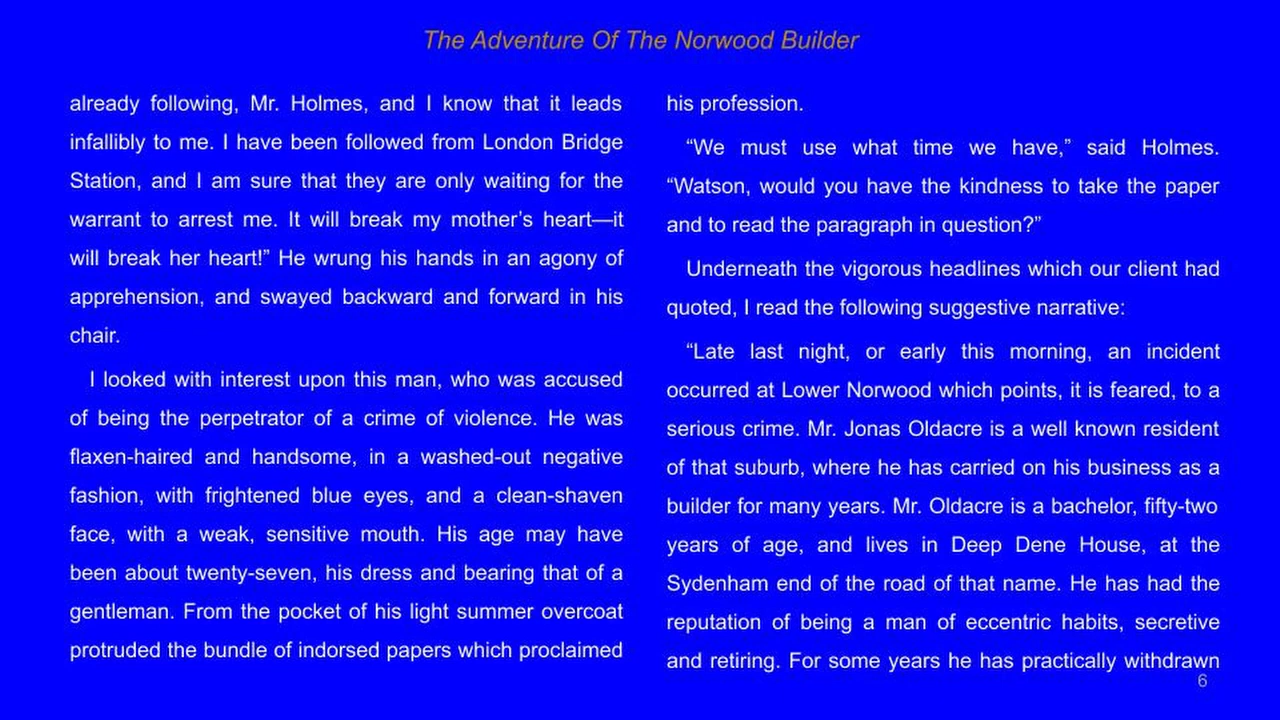 The Adventure Of The Norwood Builder
already following, Mr. Holmes, and I know that it leads
infallibly to me. I have been followed from London Bridge
Station, and I am sure that they are only waiting for the
warrant to arrest me. It will break my mother’s heart—it
will break her heart!” He wrung his hands in an agony of
apprehension, and swayed backward and forward in his
chair.
I looked with interest upon this man, who was accused
of being the perpetrator of a crime of violence. He was
flaxen-haired and handsome, in a washed-out negative
fashion, with frightened blue eyes, and a clean-shaven
face, with a weak, sensitive mouth. His age may have
been about twenty-seven, his dress and bearing that of a
gentleman. From the pocket of his light summer overcoat
protruded the bundle of indorsed papers which proclaimed
his profession.
“We must use what time we have,” said Holmes.
“Watson, would you have the kindness to take the paper
and to read the paragraph in question?”
Underneath the vigorous headlines which our client had
quoted, I read the following suggestive narrative:
“Late last night, or early this morning, an incident
occurred at Lower Norwood which points, it is feared, to a
serious crime. Mr. Jonas Oldacre is a well known resident
of that suburb, where he has carried on his business as a
builder for many years. Mr. Oldacre is a bachelor, fifty-two
years of age, and lives in Deep Dene House, at the
Sydenham end of the road of that name. He has had the
reputation of being a man of eccentric habits, secretive
and retiring. For some years he has practically withdrawn
6